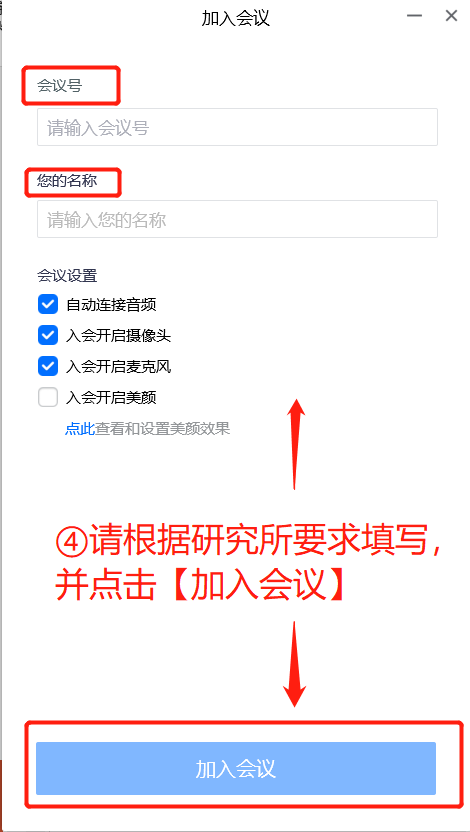 加入会议
会议号
请输入会议号
您的名称
请输入您的名称
会议设置
自动连接音频
入会开启摄像头
入会开启麦克风
入会开启美颜
点此查看和设置美颜效果
④请根据研究所要求填写，
并点击【加入会议】
加入会议